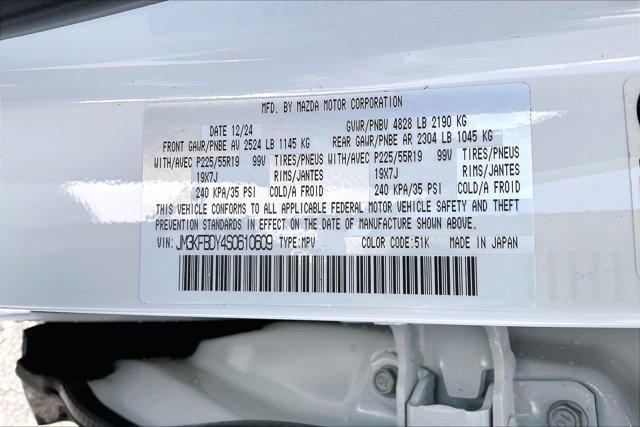 MFD. BY MAZDA MOTOR CORPORATION
DATE 12/24 GVWR/PNBV 4828 LB 2190 KG
FRONT GAWR/PNBE AV 2524 LB 1145 KG REAR GAWR/PNBE AR 2304 LB 1045 KG
WITH/AVEC P225/55R19 99V TIRES/PNEUS WITH/AVEC P225/55R19 99V TIRES/PNEUS
19X7J RIMS/JANTES 19X7J RIMS/JANTES
240 KPA/35 PSI COLD/A FROID 240 KPA/35 PSI COLD/A FROID
THIS VEHICLE CONFORMS TO ALL APPLICABLE FEDERAL MOTOR VEHICLE SAFETY AND THEFT
PREVENTION STANDARDS IN EFFECT ON THE DATE OF MANUFACTURE SHOWN ABOVE.
VIN: JM3KFBDY4S0610609 TYPE:MPV COLOR CODE:51K MADE IN JAPAN